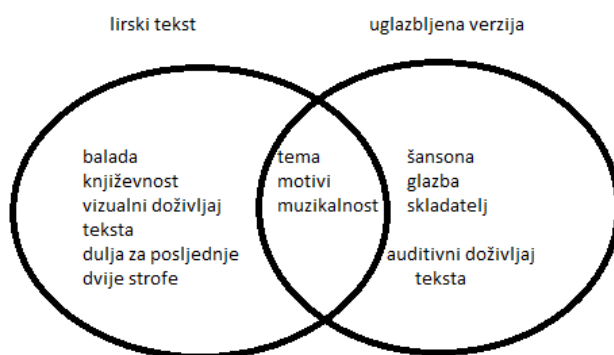 lirski tekst
uglazbljena verzija
balada
književnost
vizualni doživljaj
teksta
dulja za posljednje
dvije strofe
tema
motivi
muzikalnost
šansona
glazba
skladatelj
auditivni doživljaj
teksta